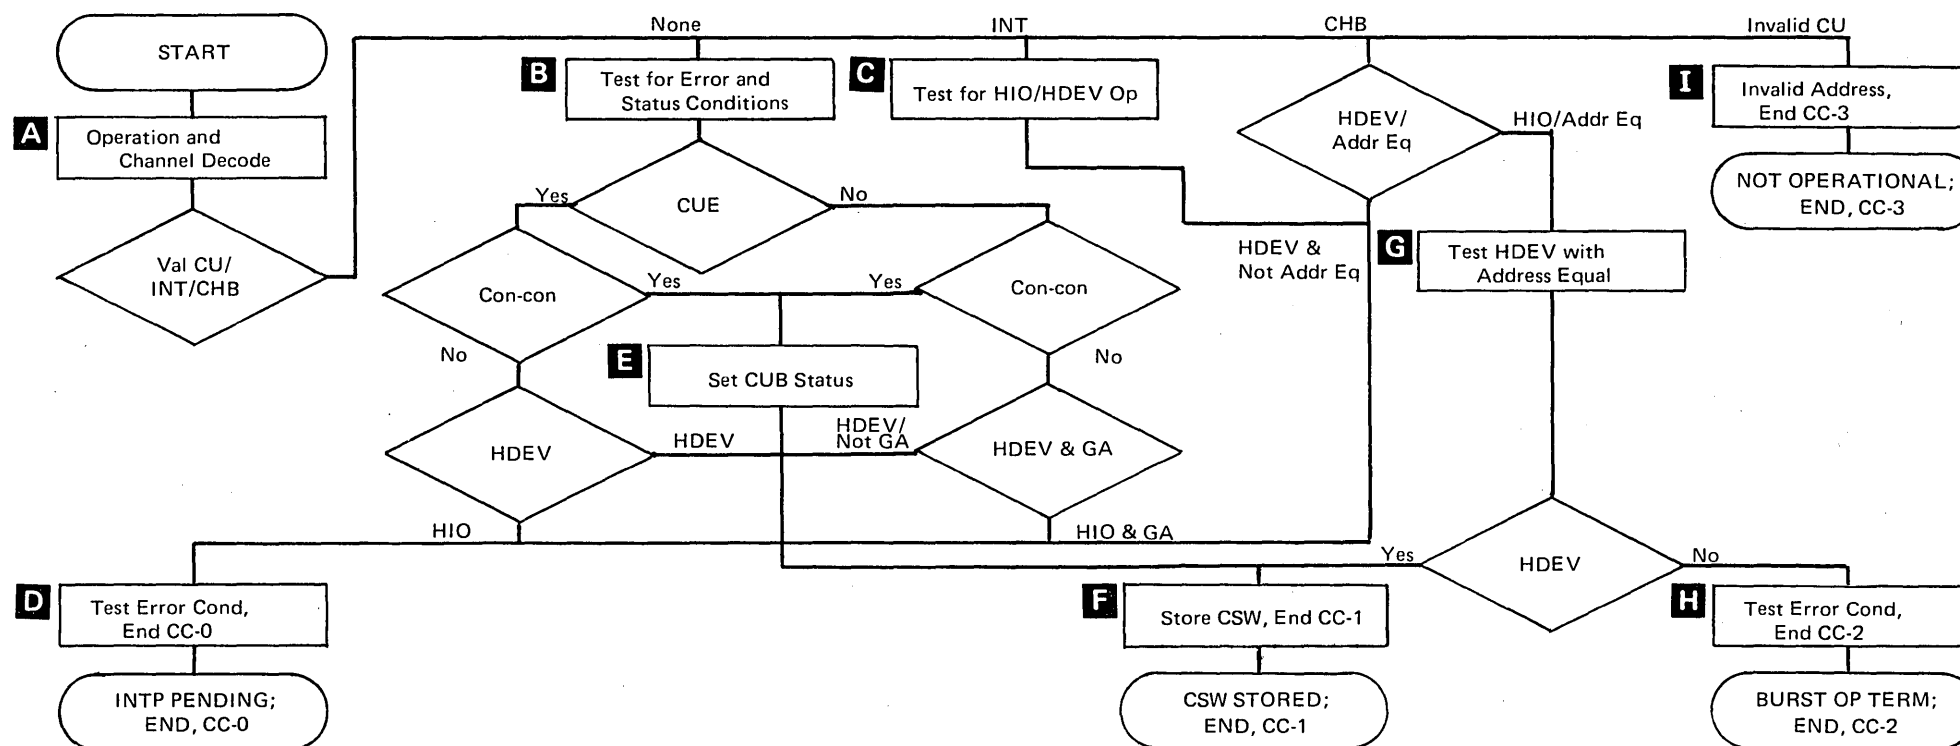 START
A
Operation and
Channel Decode
Val CU/
INT/CHB
None
INT
CHB
Invalid CU
B
Test for Error and
Status Conditions
C
Test for HIO/HDEV Op
HDEV/
Addr Eq
HIO/Addr Eq
I
Invalid Address,
End CC-3
NOT OPERATIONAL;
END, CC-3
Yes
CUE
No
HDEV &
Not Addr Eq
G
Test HDEV with
Address Equal
Con-con
Yes
Yes
Con-con
No
E
Set CUB Status
No
HDEV
HDEV
HDEV/
Not GA
HDEV & GA
HIO
HIO & GA
Yes
HDEV
No
D
Test Error Cond,
End CC-0
F
Store CSW, End CC-1
H
Test Error Cond,
End CC-2
INTP PENDING;
END, CC-0
CSW STORED;
END, CC-1
BURST OP TERM;
END, CC-2